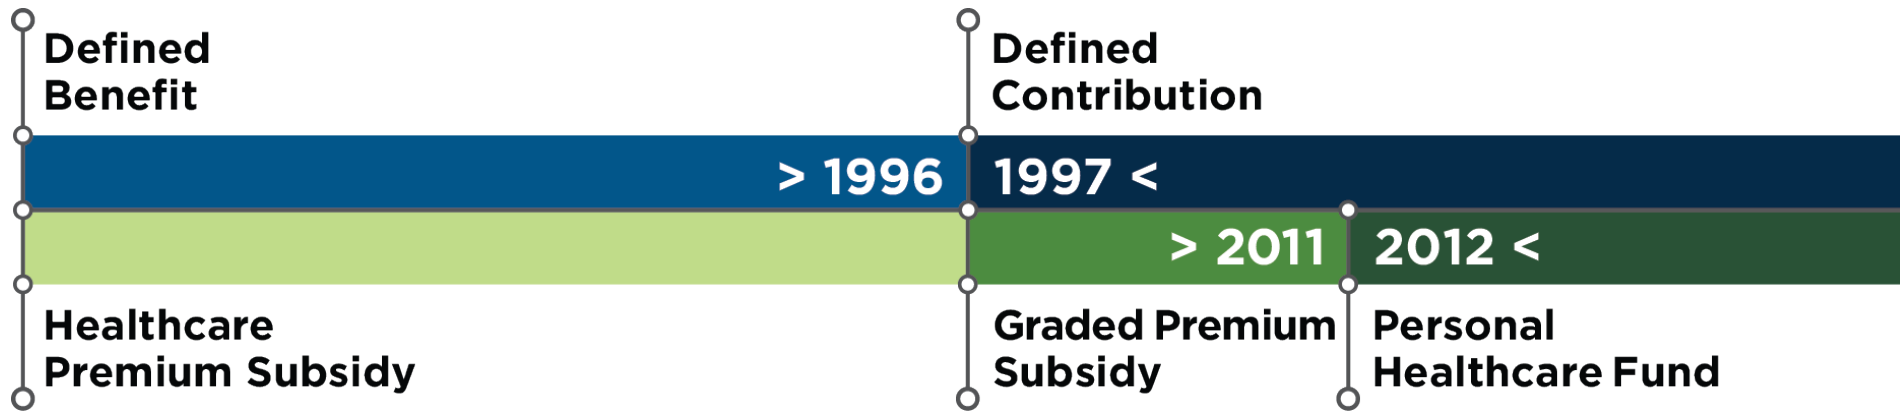 Defined
Benefit
Defined
Contribution
> 1996
1997 <
> 2011
2012 <
Healthcare
Premium Subsidy
Graded Premium
Subsidy
Personal
Healthcare Fund